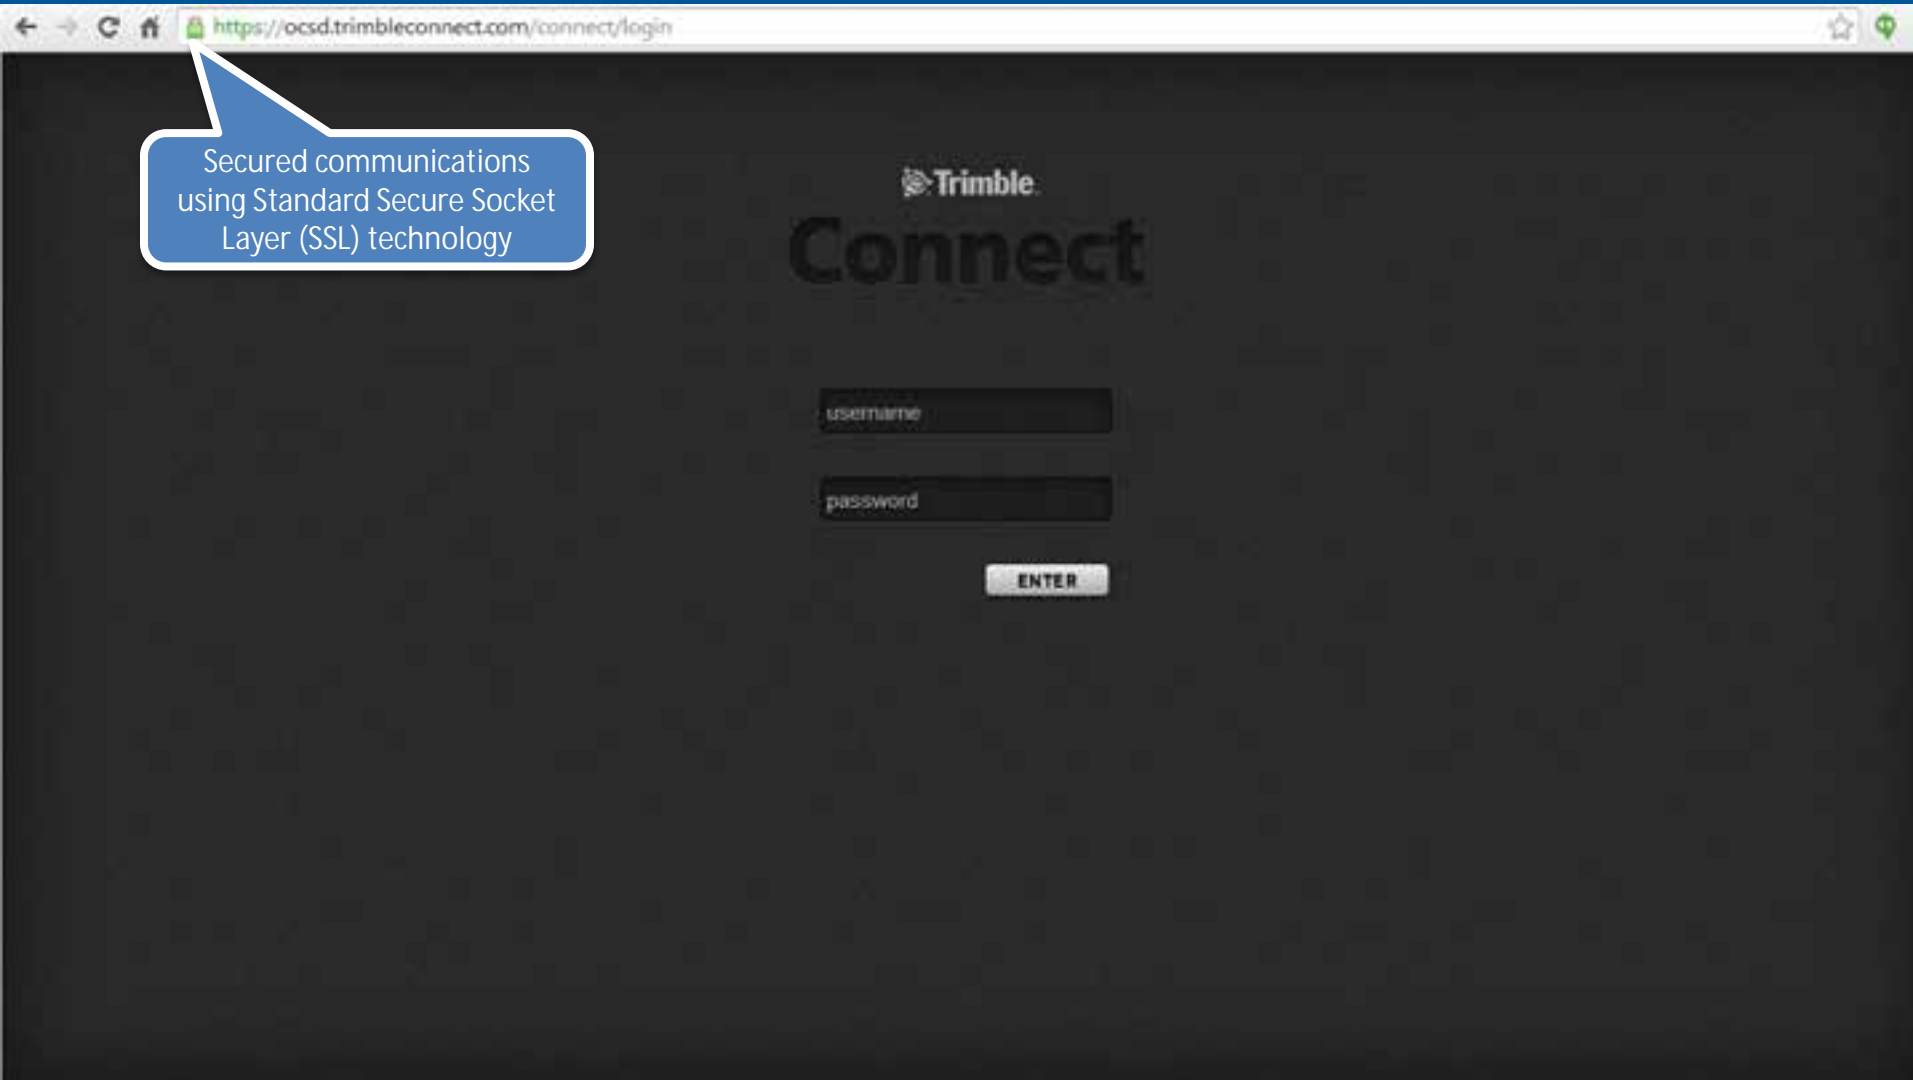 https://ocsd.trimbleconnect.com/connect/login
Secured communications
using Standard Secure Socket
Layer (SSL) technology
Trimble
Connect
username
password
ENTER